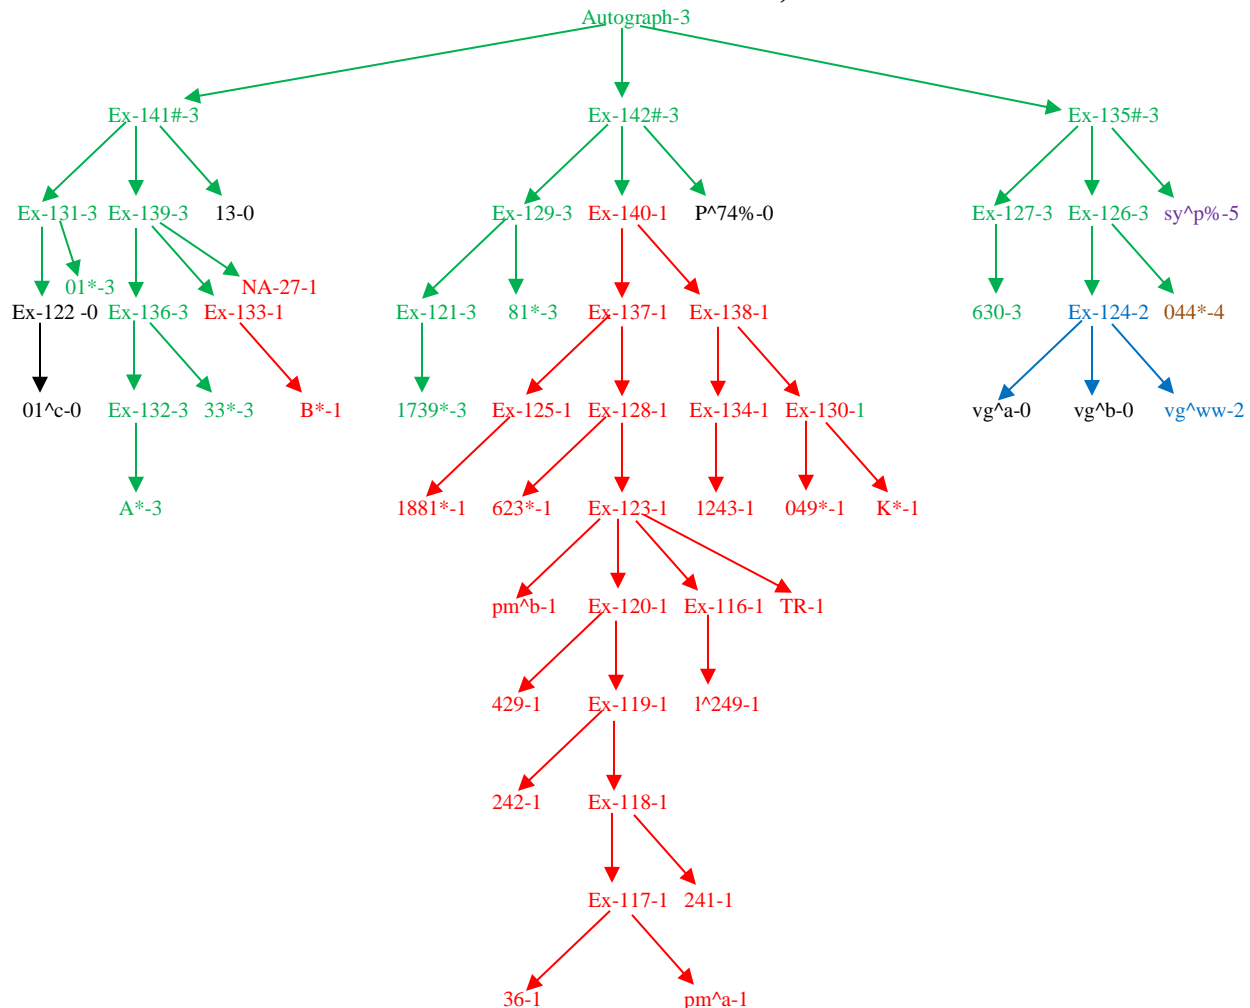 Autograph-3
Ex-141#-3 Ex-142#-3 Ex-135#-3
Ex-131-3 Ex-139-3 13-0 Ex-129-3 Ex-140-1 P^74%-0 Ex-127-3 Ex-126-3 sy^p%-5
01*-3 NA-27-1
Ex-122 -0 Ex-136-3 Ex-133-1 Ex-121-3 81*-3 Ex-137-1 Ex-138-1 630-3 Ex-124-2 044*-4
01^c-0 Ex-132-3 33*-3 B*-1 1739*-3 Ex-125-1 Ex-128-1 Ex-134-1 Ex-130-1 vg^a-0 vg^b-0 vg^ww-2
A*-3 1881*-1 623*-1 Ex-123-1 1243-1 049*-1 K*-1
pm^b-1 Ex-120-1 Ex-116-1 TR-1
429-1 Ex-119-1 l^249-1
242-1 Ex-118-1
Ex-117-1 241-1
36-1 pm^a-1